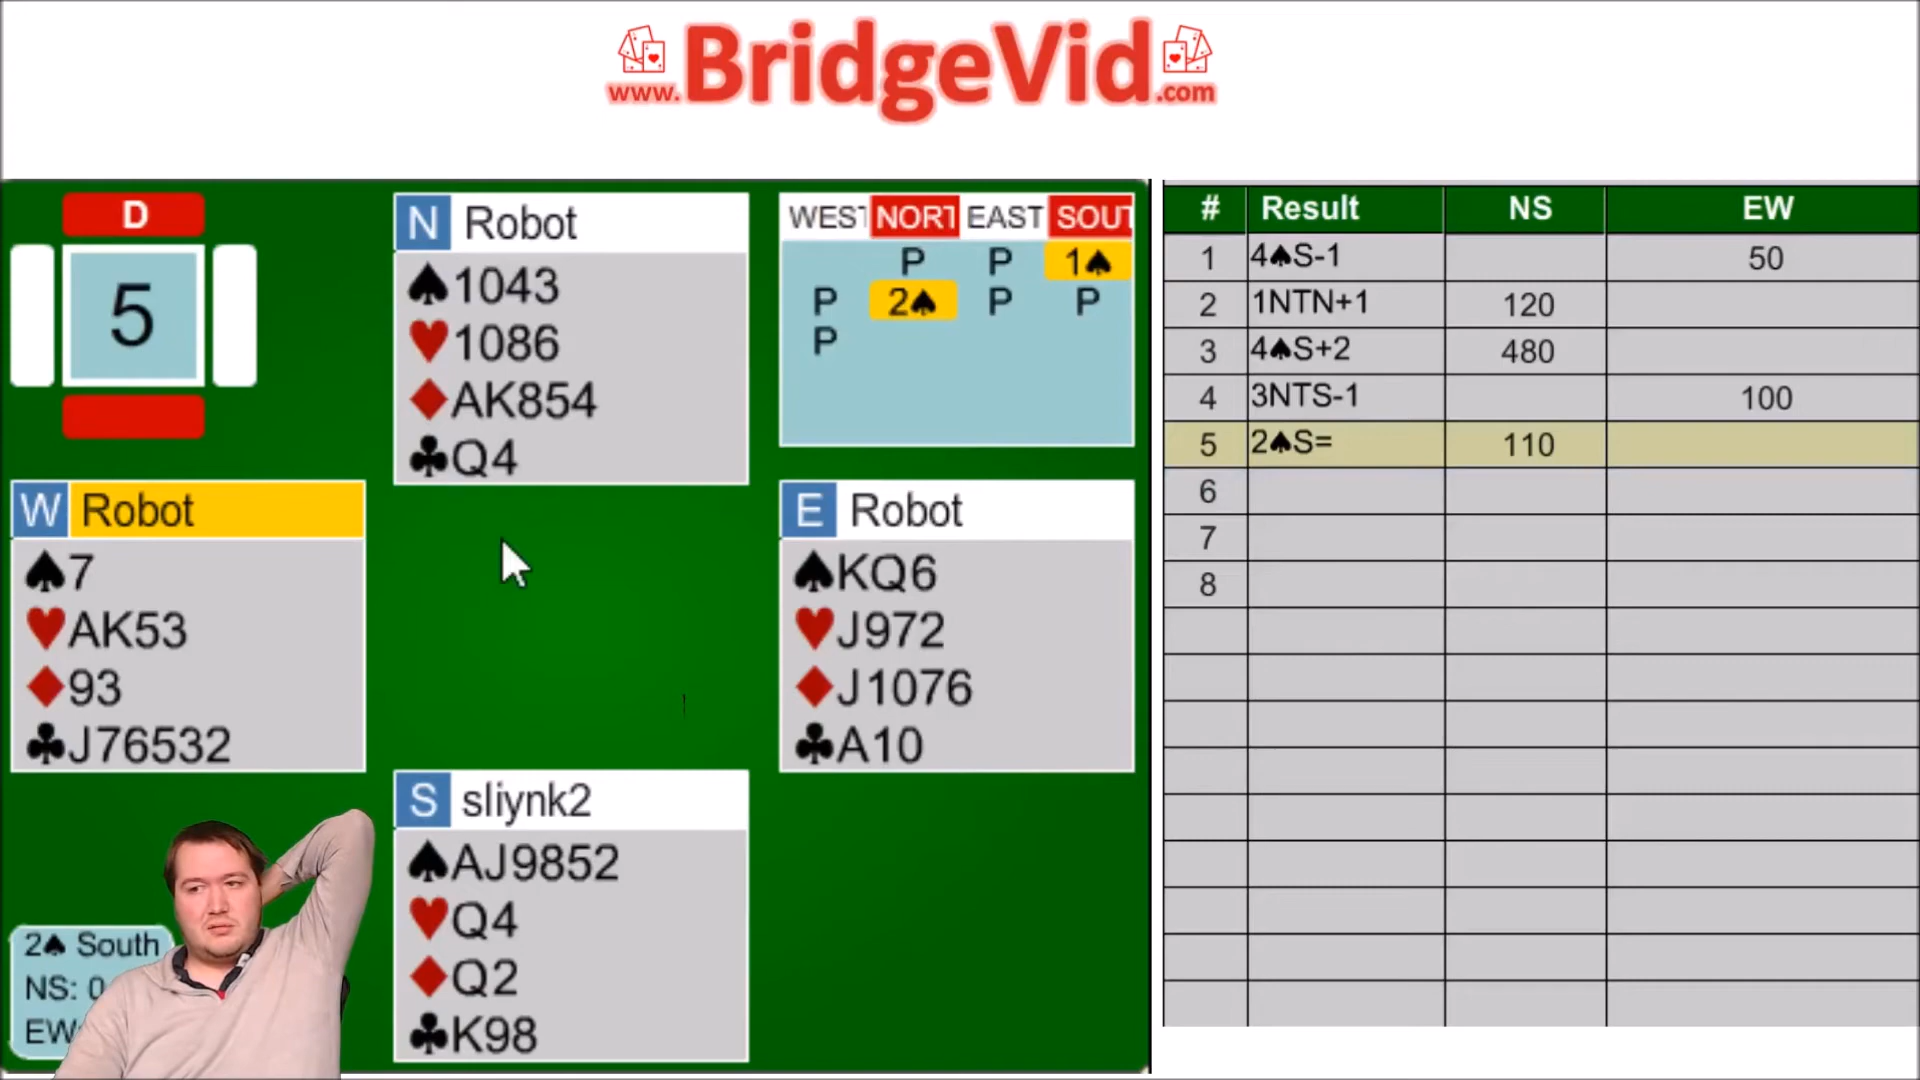 www.BridgeVid.com
D
5
N Robot
♠1043
♥1086
♦AK854
♣Q4
WEST NORT EAST SOUT
P P 1♠
P 2♠ P P
P
W Robot
♠7
♥AK53
♦93
♣J76532
E Robot
♠KQ6
♥J972
♦J1076
♣A10
S sliynk2
♠AJ9852
♥Q4
♦Q2
♣K98
2♠ South
NS: 0
EW
# Result NS EW
1 4♠S-1 50
2 1NTN+1 120
3 4♠S+2 480
4 3NTS-1 100
5 2♠S= 110
6
7
8